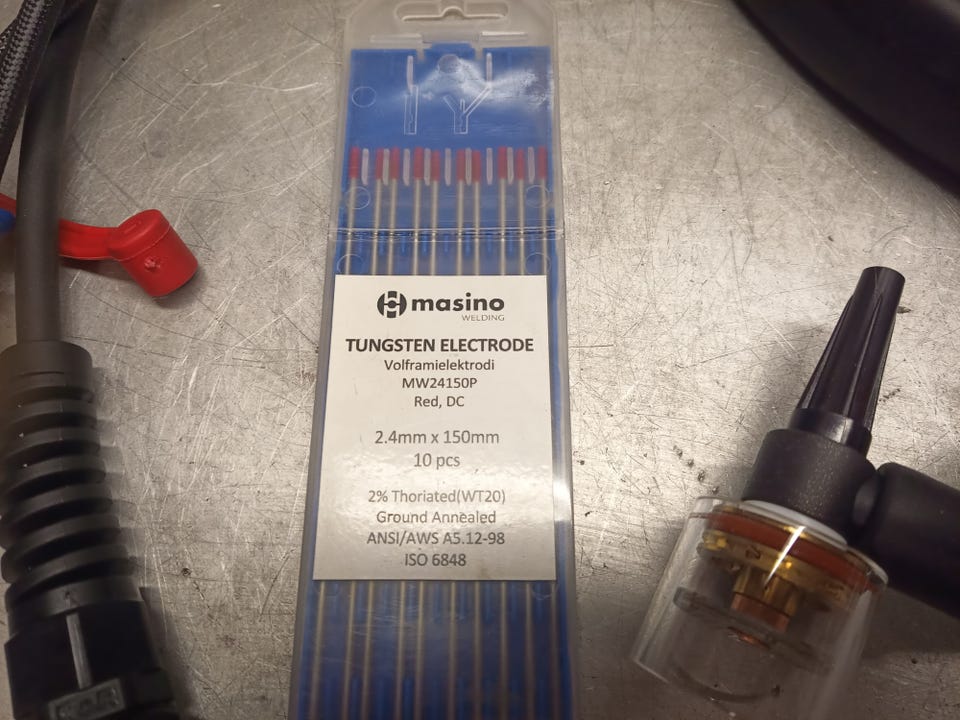 masino
WELDING
TUNGSTEN ELECTRODE
Volframielektrodi
MW24150P
Red, DC
2.4mm x 150mm
10 pcs
2% Thoriated(WT20)
Ground Annealed
ANSI/AWS A5.12-98
ISO 6848